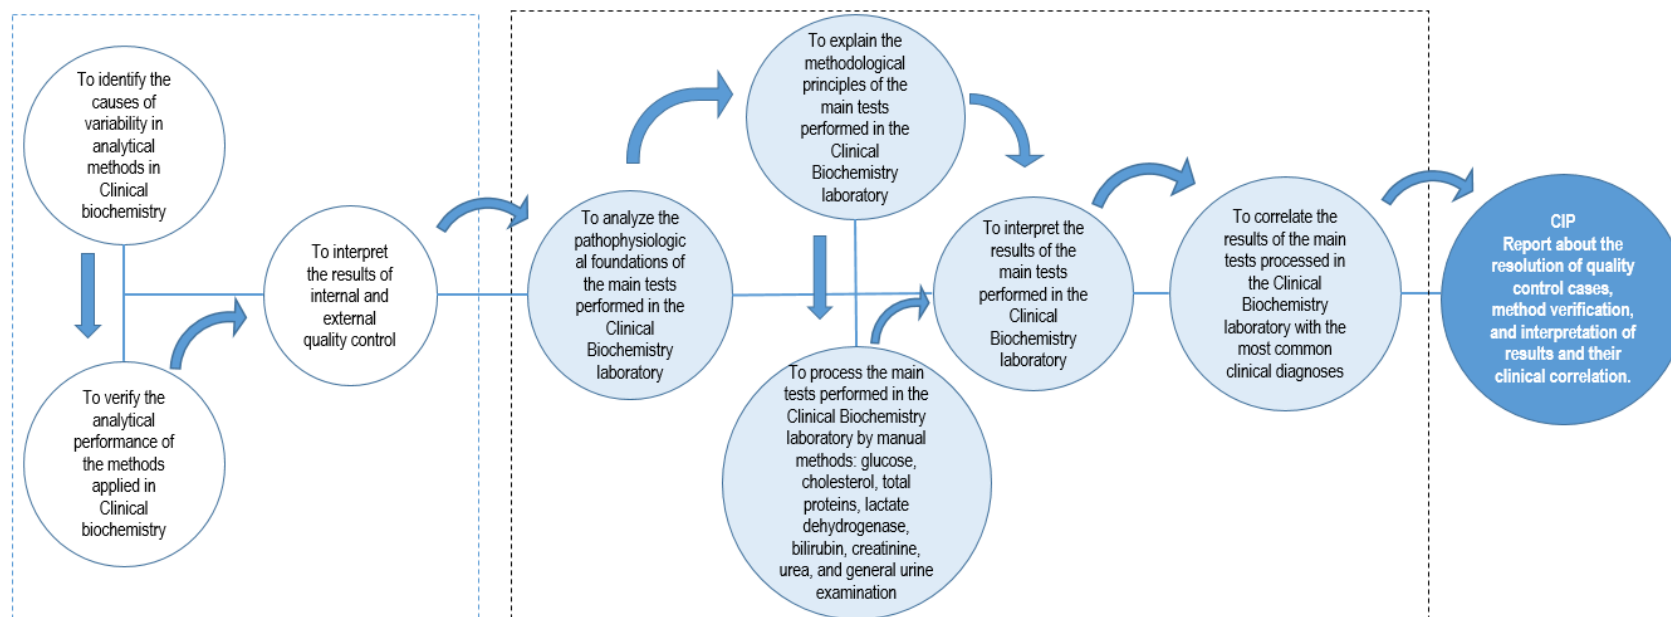 To identify the
causes of
variability in
analytical
methods in
Clinical
biochemistry
To verify the
analytical
performance of
the methods
applied in
Clinical
biochemistry
To interpret
the results of
internal and
external
quality control
To analyze the
pathophysiologic
al foundations of
the main tests
performed in the
Clinical
Biochemistry
laboratory
To explain the
methodological
principles of the
main tests
performed in the
Clinical
Biochemistry
laboratory
To process the main
tests performed in the
Clinical Biochemistry
laboratory by manual
methods: glucose,
cholesterol, total
proteins, lactate
dehydrogenase,
bilirubin, creatinine,
urea, and general urine
examination
To interpret the
results of the
main tests
performed in the
Clinical
Biochemistry
laboratory
To correlate the
results of the main
tests processed in
the Clinical
Biochemistry
laboratory with the
most common
clinical diagnoses
CIP
Report about the
resolution of quality
control cases,
method verification,
and interpretation of
results and their
clinical correlation.